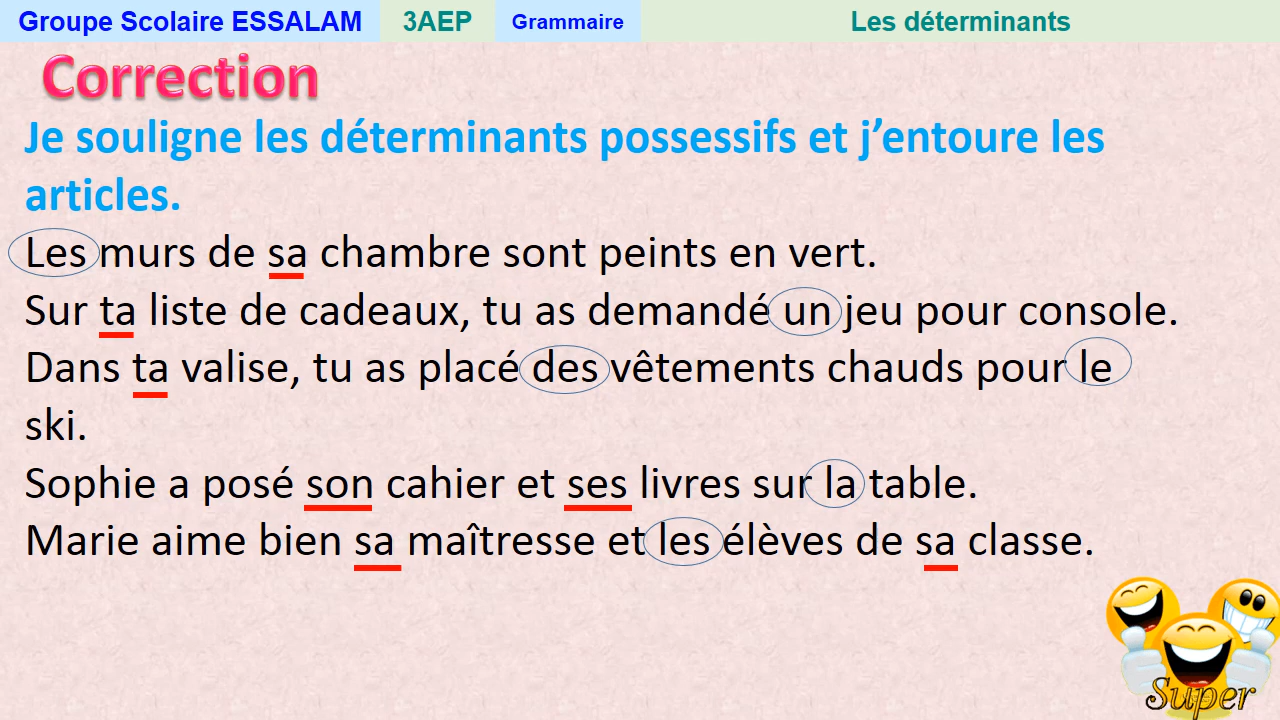 Groupe Scolaire ESSALAM 3AEP Grammaire Les déterminants
Correction
Je souligne les déterminants possessifs et j’entoure les
articles.
Les murs de sa chambre sont peints en vert.
Sur ta liste de cadeaux, tu as demandé un jeu pour console.
Dans ta valise, tu as placé des vêtements chauds pour le
ski.
Sophie a posé son cahier et ses livres sur la table.
Marie aime bien sa maîtresse et les élèves de sa classe.
Super